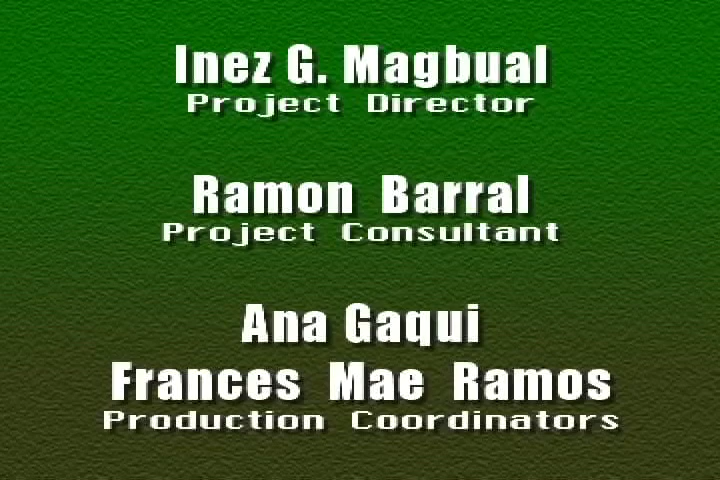 Inez G. Magbual
Project Director
Ramon Barral
Project Consultant
Ana Gaqui
Frances Mae Ramos
Production Coordinators